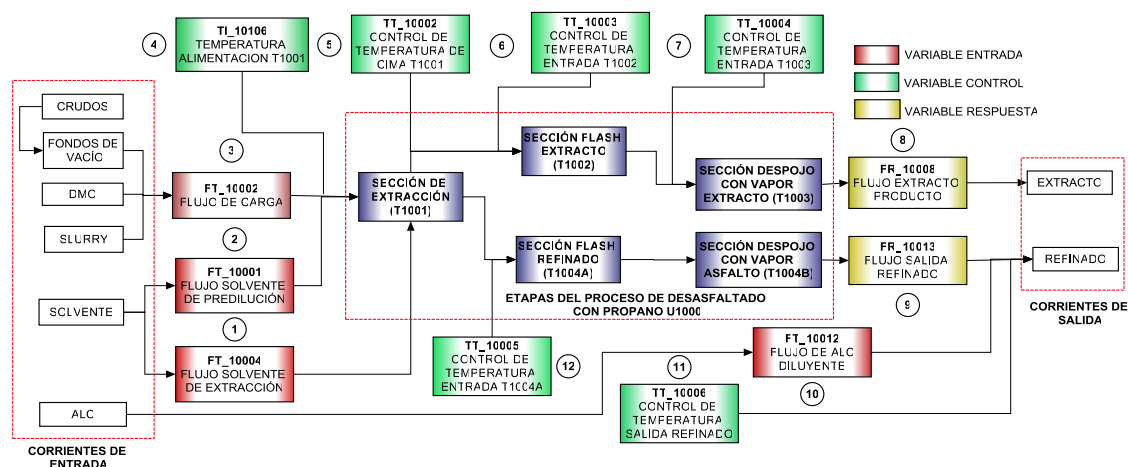 TI_10106
TEMPERATURA
ALIMENTACION T1001
4
TT_10002
CONTROL DE
TEMPERATURA DE
CIMA T1001
5
TT_10003
CONTROL DE
TEMPERATURA
ENTRADA T1002
6
TT_10004
CONTROL DE
TEMPERATURA
ENTRADA T1003
7
VARIABLE ENTRADA
VARIABLE CONTROL
VARIABLE RESPUESTA
CRUDOS
FONDOS DE
VACÍO
DMC
SLURRY
SOLVENTE
ALC
CORRIENTES DE
ENTRADA
3
FT_10002
FLUJO DE CARGA
2
FT_10001
FLUJO SOLVENTE
DE PREDILUCIÓN
1
FT_10004
FLUJO SOLVENTE
DE EXTRACCIÓN
SECCIÓN DE
EXTRACCIÓN
(T1001)
SECCIÓN FLASH
EXTRACTO
(T1002)
SECCIÓN DESPOJO
CON VAPOR
EXTRACTO (T1003)
SECCIÓN FLASH
REFINADO
(T1004A)
SECCIÓN DESPOJO
CON VAPOR
ASFALTO (T1004B)
ETAPAS DEL PROCESO DE DESASFALTADO
CON PROPANO U1000
8
FR_10008
FLUJO EXTRACTO
PRODUCTO
FR_10013
FLUJO SALIDA
REFINADO
9
EXTRACTO
REFINADO
CORRIENTES DE
SALIDA
TT_10005
CONTROL DE
TEMPERATURA
ENTRADA T1004A
12
11
TT_10006
CONTROL DE
TEMPERATURA
SALIDA REFINADO
FT_10012
FLUJO DE ALC
DILUYENTE
10